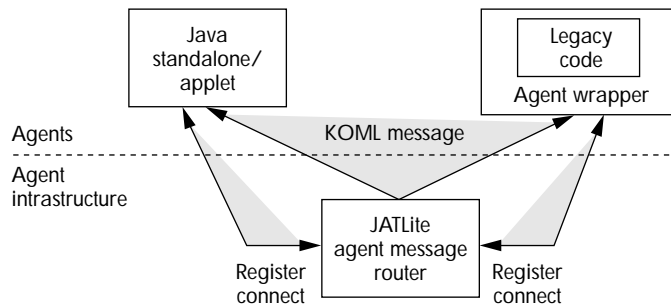 Java
standalone/
applet
Legacy
code
Agent wrapper
KOML message
Agents
Agent
intrastructure
JATLite
agent message
router
Register
connect
Register
connect